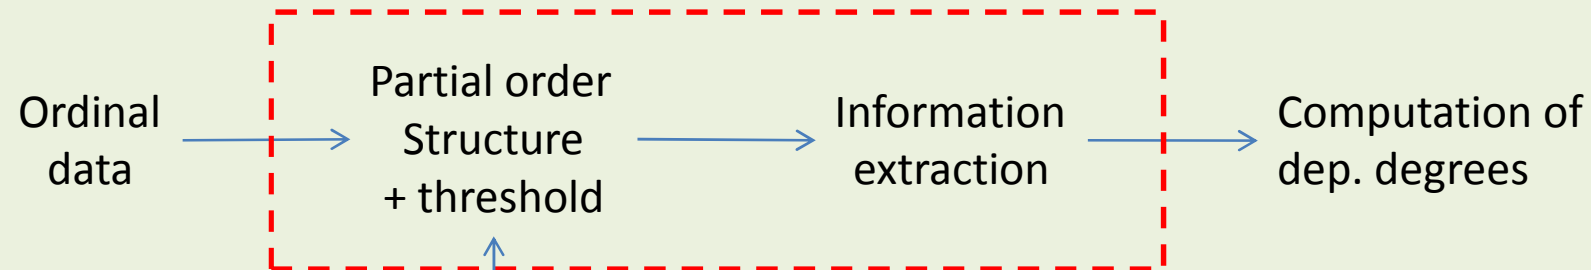 Ordinal
data
Partial order
Structure
+ threshold
Information
extraction
Computation of
dep. degrees